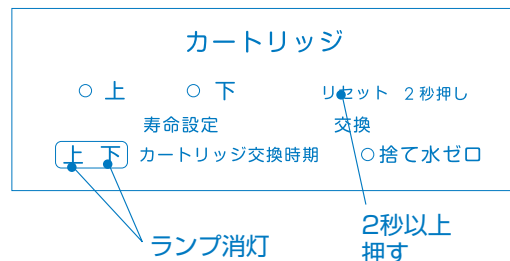 カートリッジ
○ 上 ○ 下 リセット 2秒押し
寿命設定 交換
上 下 カートリッジ交換時期 ○捨て水ゼロ
ランプ消灯
2秒以上
押す